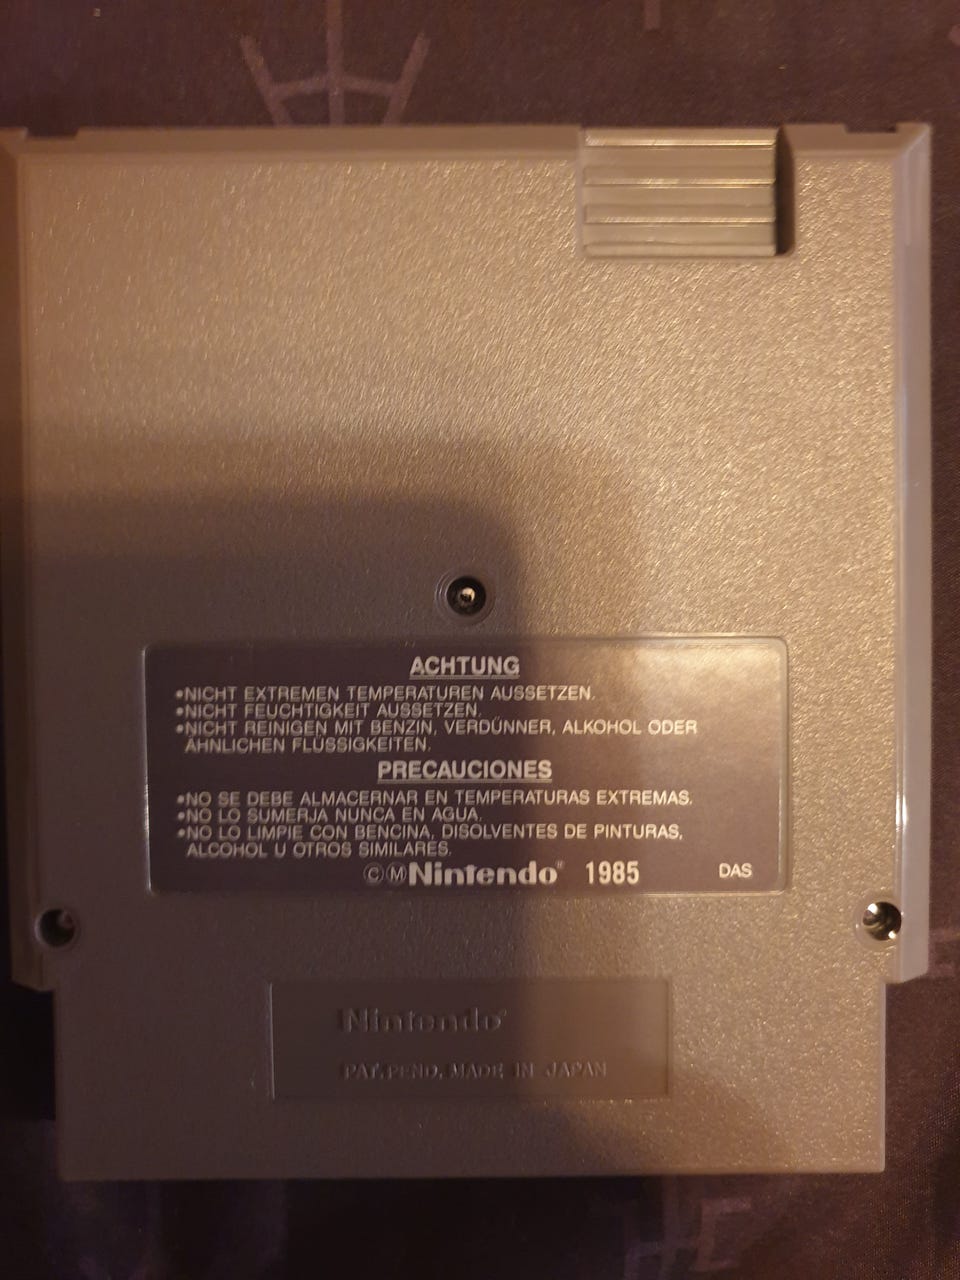 ACHTUNG
•NICHT EXTREMEN TEMPERATUREN AUSSETZEN.
•NICHT FEUCHTIGKEIT AUSSETZEN.
•NICHT REINIGEN MIT BENZIN, VERDÜNNER, ALKOHOL ODER
ÄHNLICHEN FLÜSSIGKEITEN.
PRECAUCIONES
•NO SE DEBE ALMACERNAR EN TEMPERATURAS EXTREMAS.
•NO LO SUMERJA NUNCA EN AGUA.
•NO LO LIMPIE CON BENCINA, DISOLVENTES DE PINTURAS,
ALCOHOL U OTROS SIMILARES.
©ⓂNintendo® 1985 DAS
Nintendo®
PAT.PEND. MADE IN JAPAN